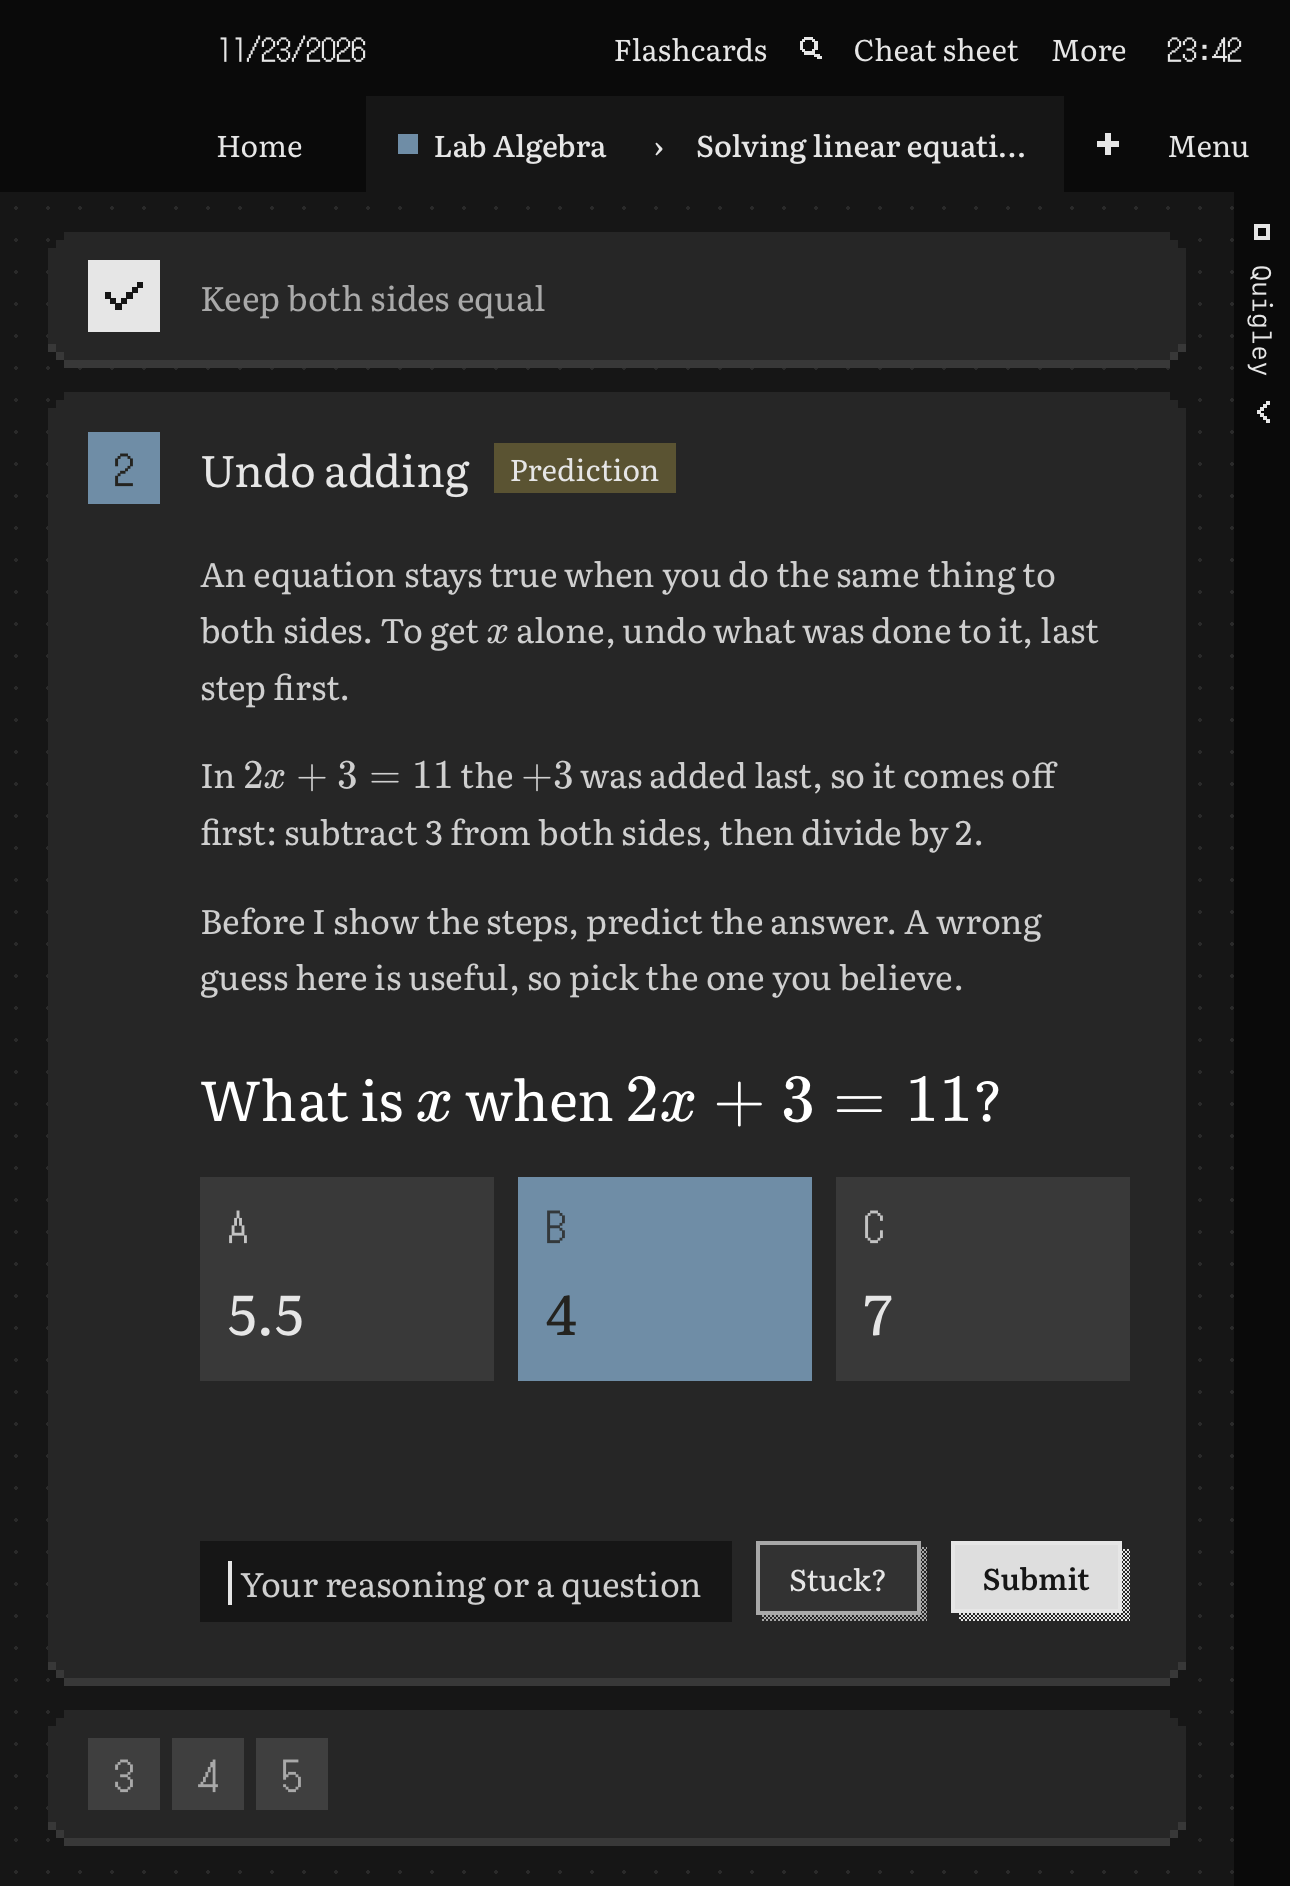 11/23/2026
Flashcards
Cheat sheet
More
23:42
Home
Lab Algebra › Solving linear equati...
Menu
Quigley
Keep both sides equal
2
Undo adding
Prediction
An equation stays true when you do the same thing to
both sides. To get x alone, undo what was done to it, last
step first.
In 2x + 3 = 11 the +3 was added last, so it comes off
first: subtract 3 from both sides, then divide by 2.
Before I show the steps, predict the answer. A wrong
guess here is useful, so pick the one you believe.
What is x when 2x + 3 = 11?
A
5.5
B
4
C
7
Your reasoning or a question
Stuck?
Submit
3
4
5